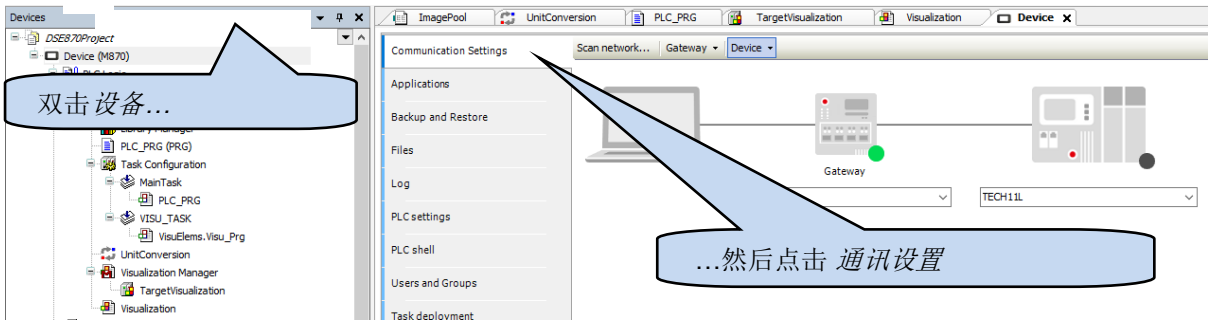 Devices
DSE870Project
Device (M870)
双击设备...
Library Manager
PLC_PRG (PRG)
Task Configuration
MainTask
PLC_PRG
VISU_TASK
VisuElems.Visu_Prg
UnitConversion
Visualization Manager
TargetVisualization
Visualization
ImagePool
UnitConversion
PLC_PRG
TargetVisualization
Visualization
Device
Communication Settings
Scan network...
Gateway
Device
Applications
Backup and Restore
Files
Log
PLC settings
PLC shell
Users and Groups
Task deployment
Gateway
TECH11L
...然后点击 通讯设置